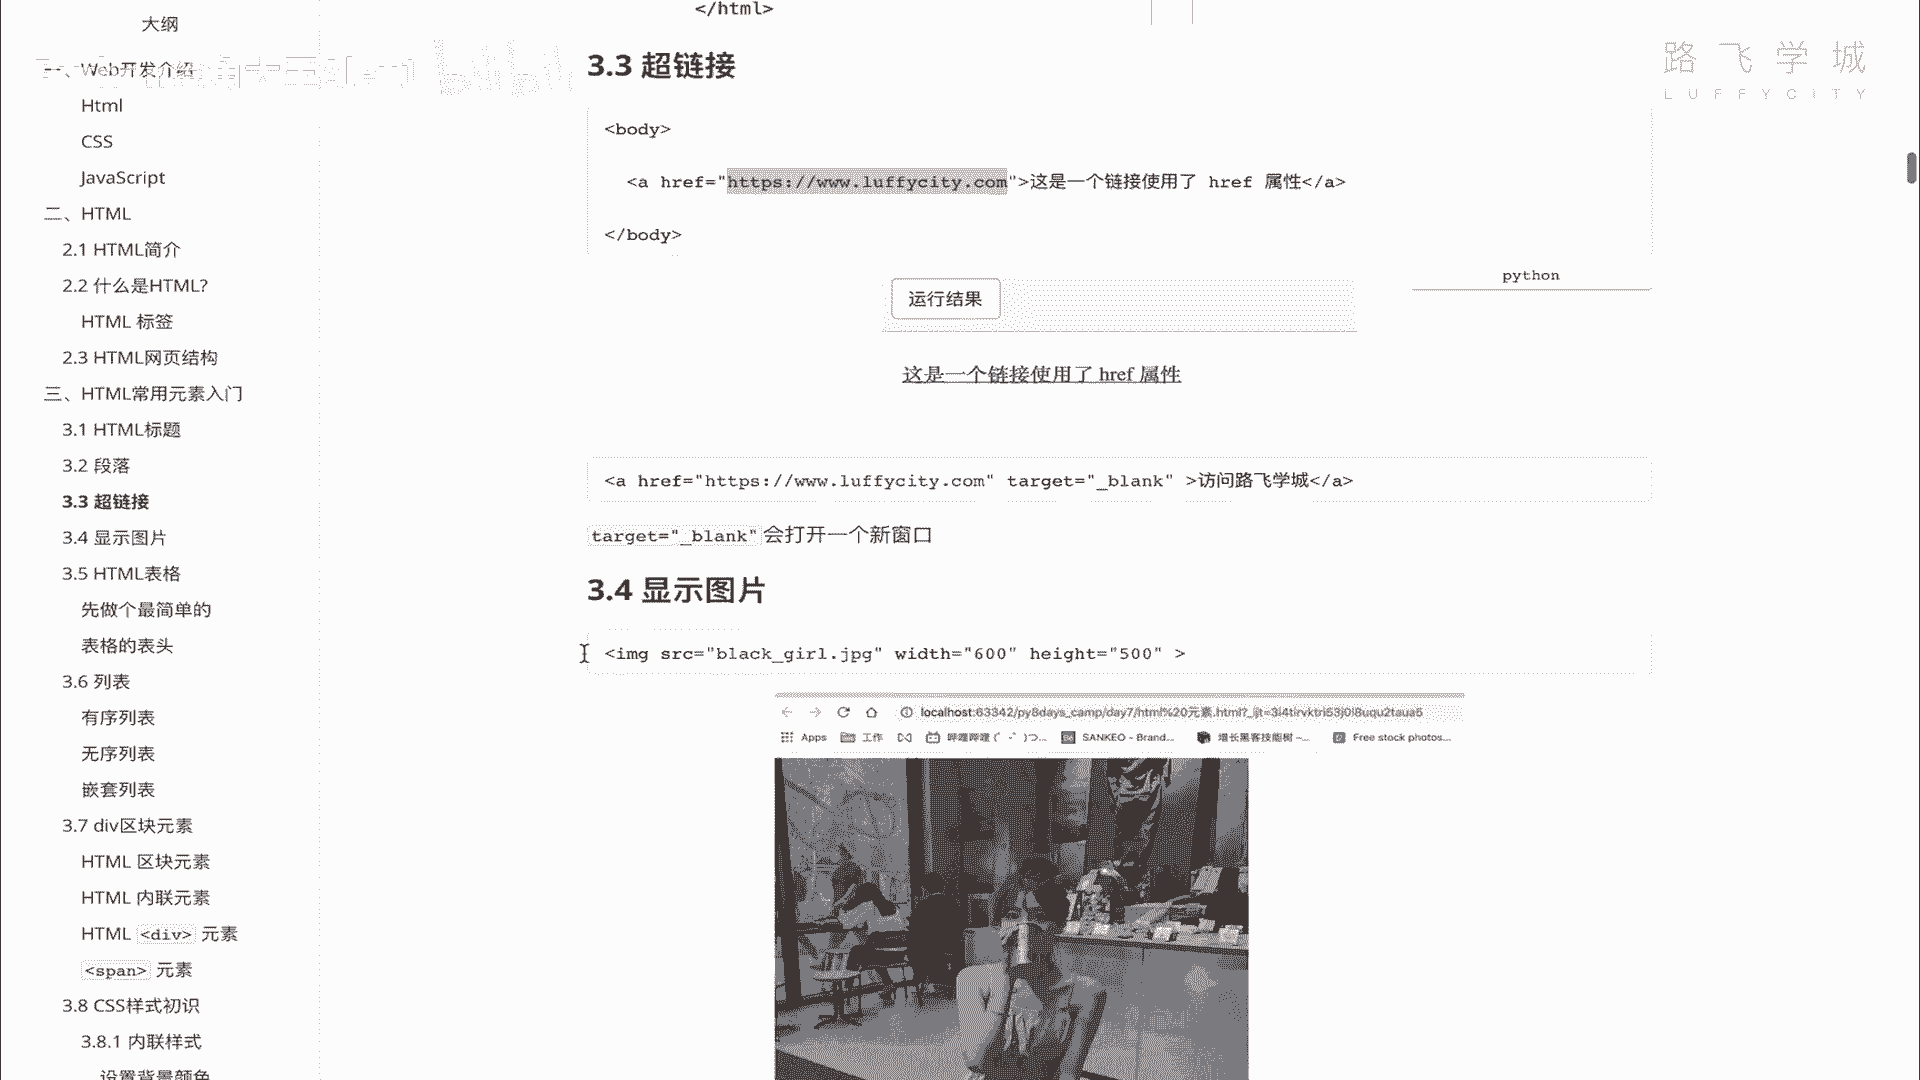 大纲
一、Web开发介绍
Html
CSS
JavaScript
二、HTML
2.1 HTML简介
2.2 什么是HTML?
HTML 标签
2.3 HTML网页结构
三、HTML常用元素入门
3.1 HTML标题
3.2 段落
3.3 超链接
3.4 显示图片
3.5 HTML表格
先做个最简单的
表格的表头
3.6 列表
有序列表
无序列表
嵌套列表
3.7 div区块元素
HTML 区块元素
HTML 内联元素
HTML <div> 元素
<span> 元素
3.8 CSS样式初识
3.8.1 内联样式
设置背景颜色
</html>
3.3 超链接
<body>
<a href="https://www.luffycity.com">这是一个链接使用了 href 属性</a>
</body>
python
运行结果
这是一个链接使用了 href 属性
<a href="https://www.luffycity.com" target="_blank" >访问路飞学城</a>
target="_blank" 会打开一个新窗口
3.4 显示图片
<img src="black_girl.jpg" width="600" height="500" >
localhost:63342/py8days_camp/day7/html%20元素.html?_ijt=3i4tirvktri53j0l8uqu2taua5
Apps 工作 哔哩哔哩 (゜-゜)つ... SANKEO - Brand... 增长黑客技能树 –... Free stock photos...
路飞学城
LUFFYCITY